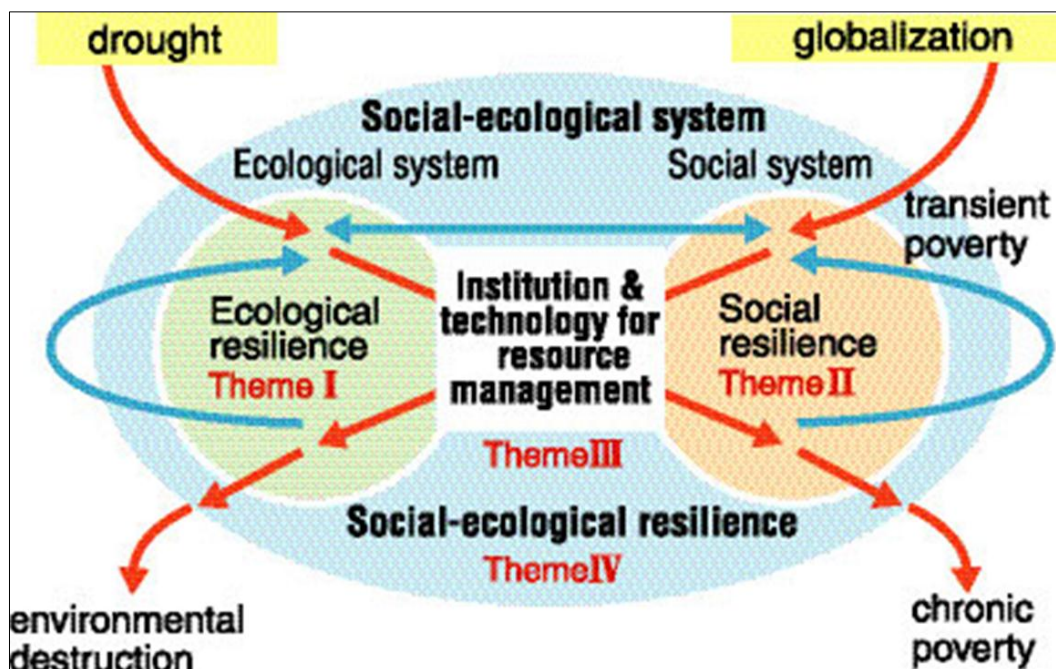 drought
globalization
Social-ecological system
Ecological system
Social system
transient
poverty
Institution &
technology for
resource
management
Ecological
resilience
Theme I
Social
resilience
Theme II
Theme III
Social-ecological resilience
Theme IV
environmental
destruction
chronic
poverty